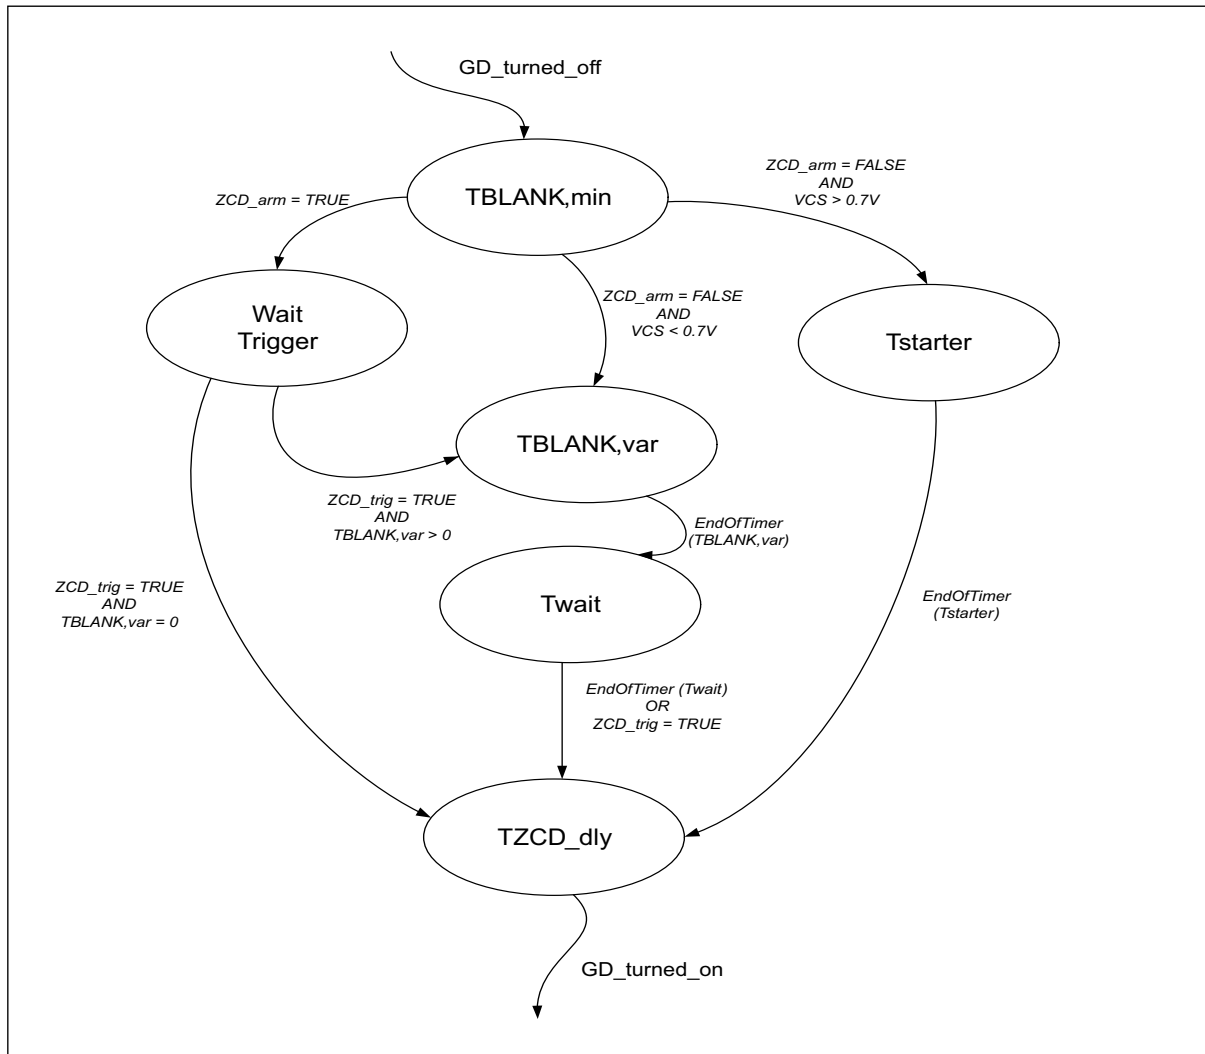 GD_turned_off
TBLANK,min
ZCD_arm = FALSE
AND
VCS > 0.7V
ZCD_arm = TRUE
Wait
Trigger
ZCD_arm = FALSE
AND
VCS < 0.7V
Tstarter
TBLANK,var
ZCD_trig = TRUE
AND
TBLANK,var > 0
EndOfTimer
(TBLANK,var)
Twait
ZCD_trig = TRUE
AND
TBLANK,var = 0
EndOfTimer
(Tstarter)
EndOfTimer (Twait)
OR
ZCD_trig = TRUE
TZCD_dly
GD_turned_on